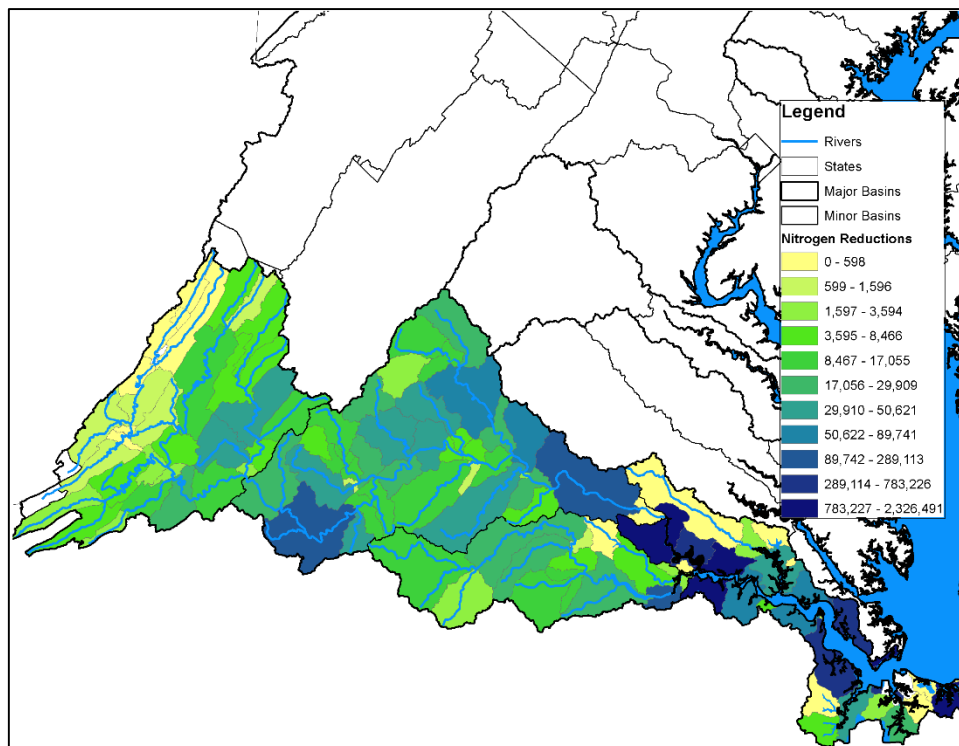 Legend
Rivers
States
Major Basins
Minor Basins
Nitrogen Reductions
0 - 598
599 - 1,596
1,597 - 3,594
3,595 - 8,466
8,467 - 17,055
17,056 - 29,909
29,910 - 50,621
50,622 - 89,741
89,742 - 289,113
289,114 - 783,226
783,227 - 2,326,491